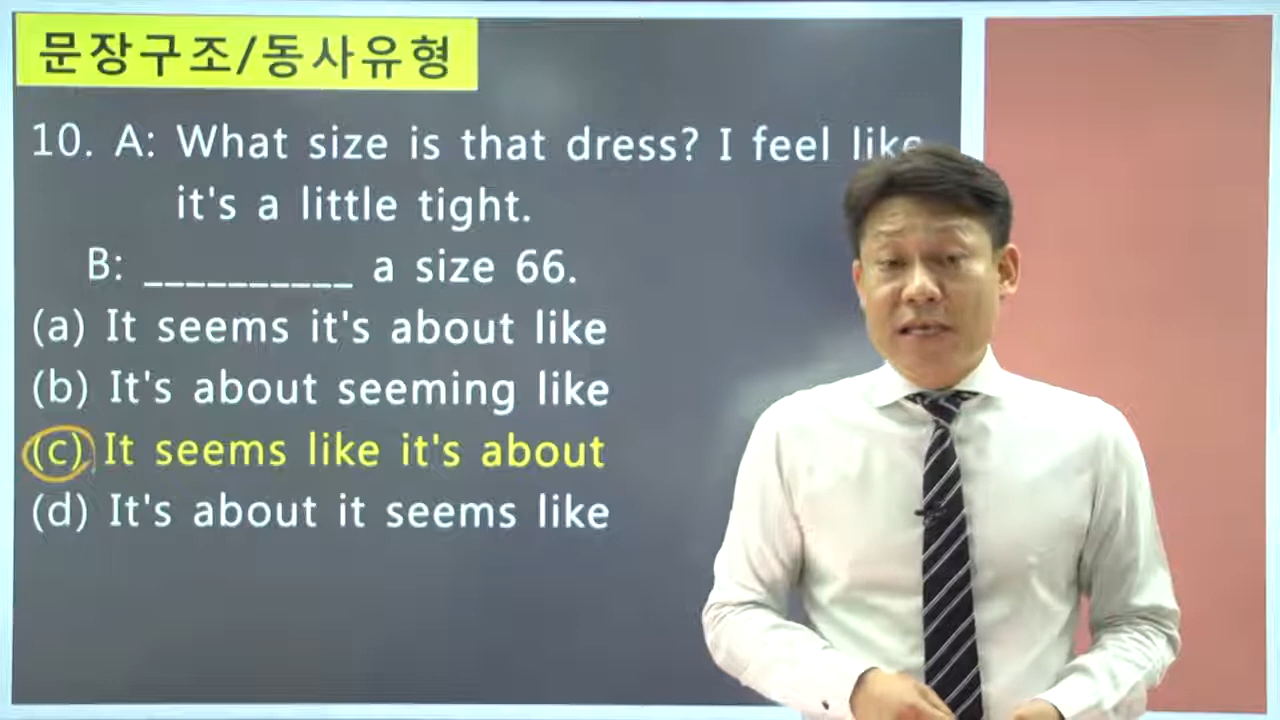 문장구조/동사유형
10. A: What size is that dress? I feel like
it's a little tight.
B: __________ a size 66.
(a) It seems it's about like
(b) It's about seeming like
(c) It seems like it's about
(d) It's about it seems like